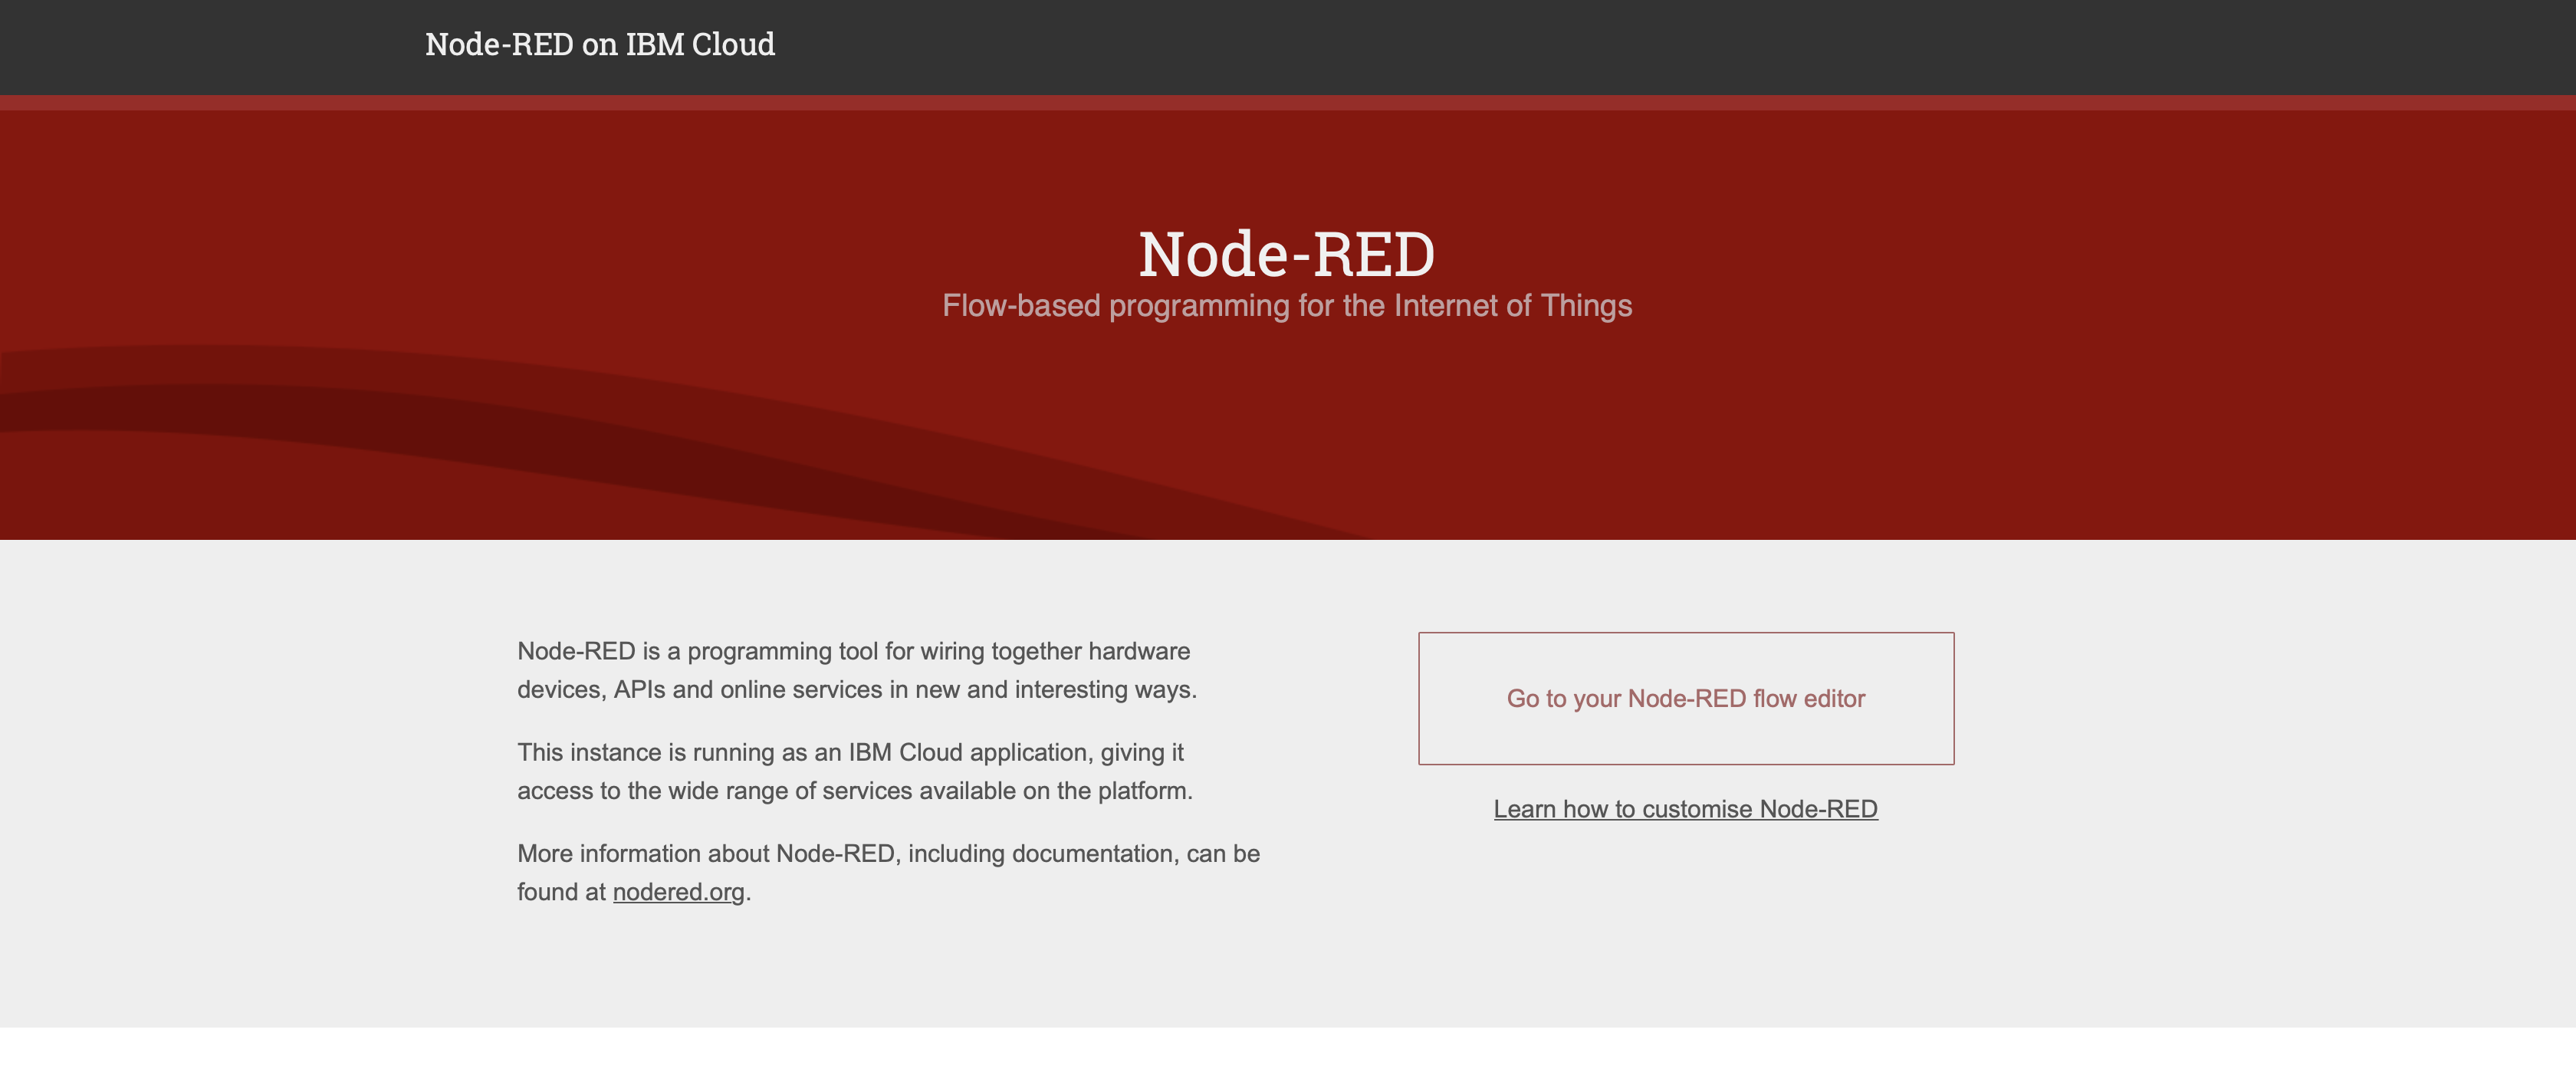 Node-RED on IBM Cloud
Node-RED
Flow-based programming for the Internet of Things
Node-RED is a programming tool for wiring together hardware
devices, APIs and online services in new and interesting ways.
This instance is running as an IBM Cloud application, giving it
access to the wide range of services available on the platform.
More information about Node-RED, including documentation, can be
found at nodered.org.
Go to your Node-RED flow editor
Learn how to customise Node-RED